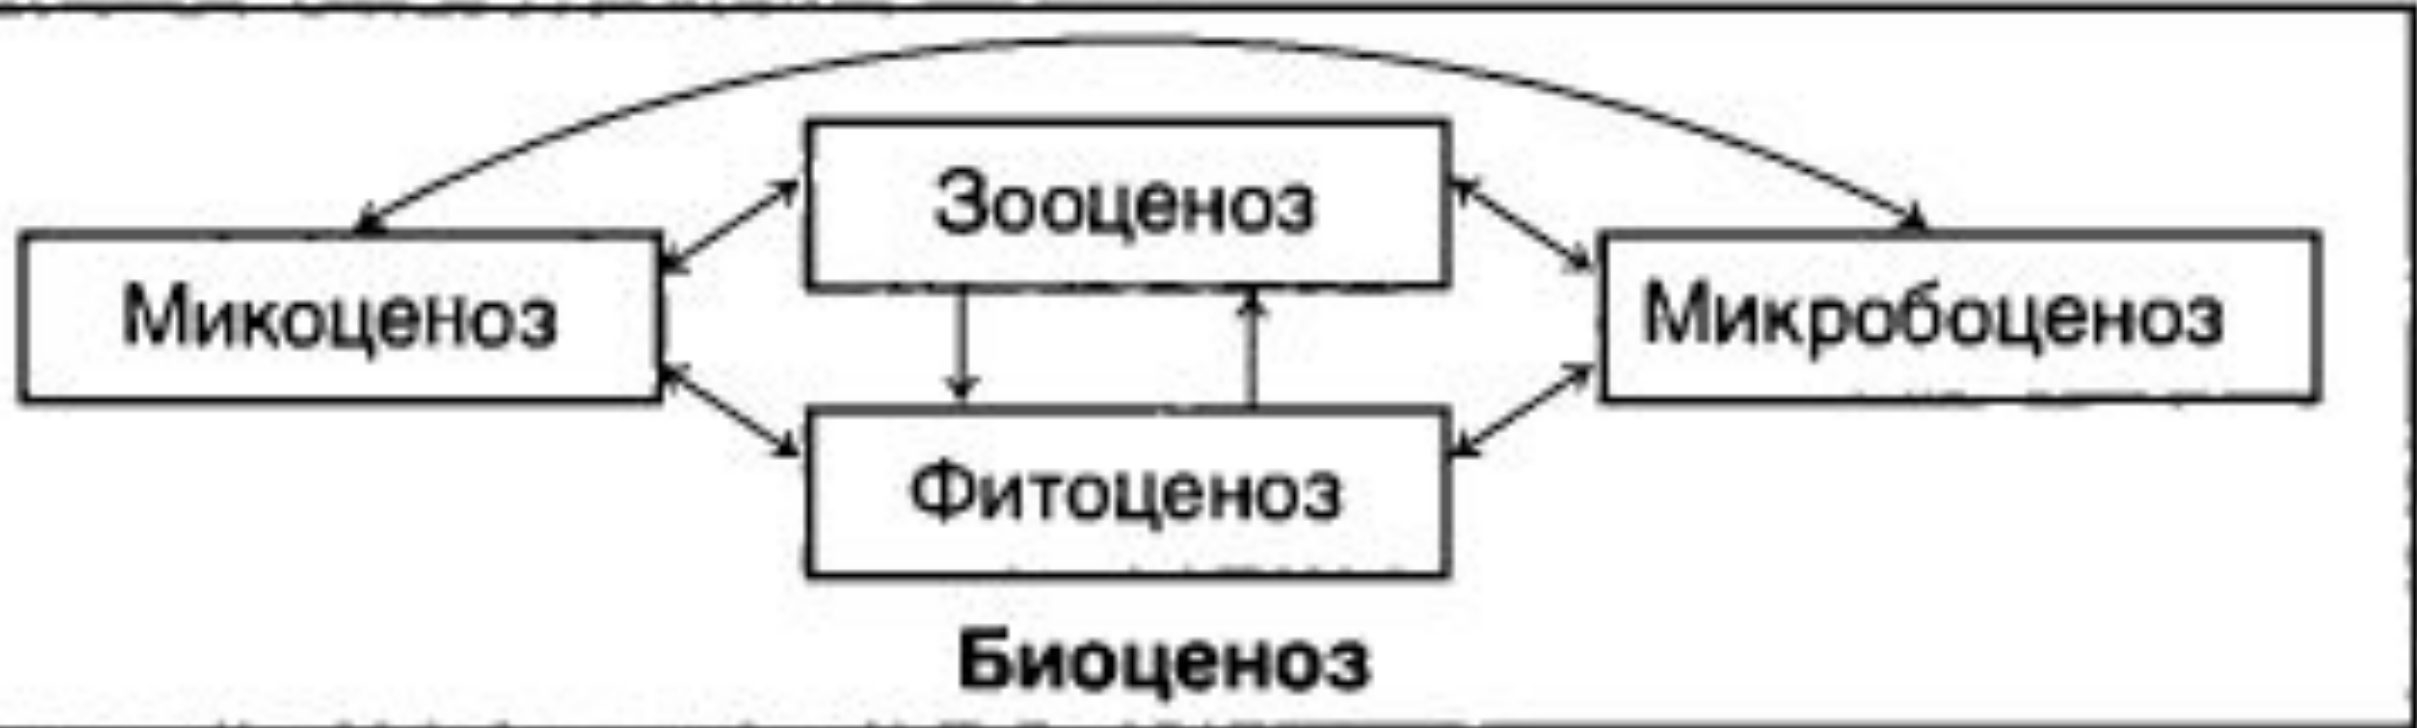 Зооценоз
Микоценоз
Микробоценоз
Фитоценоз
Биоценоз